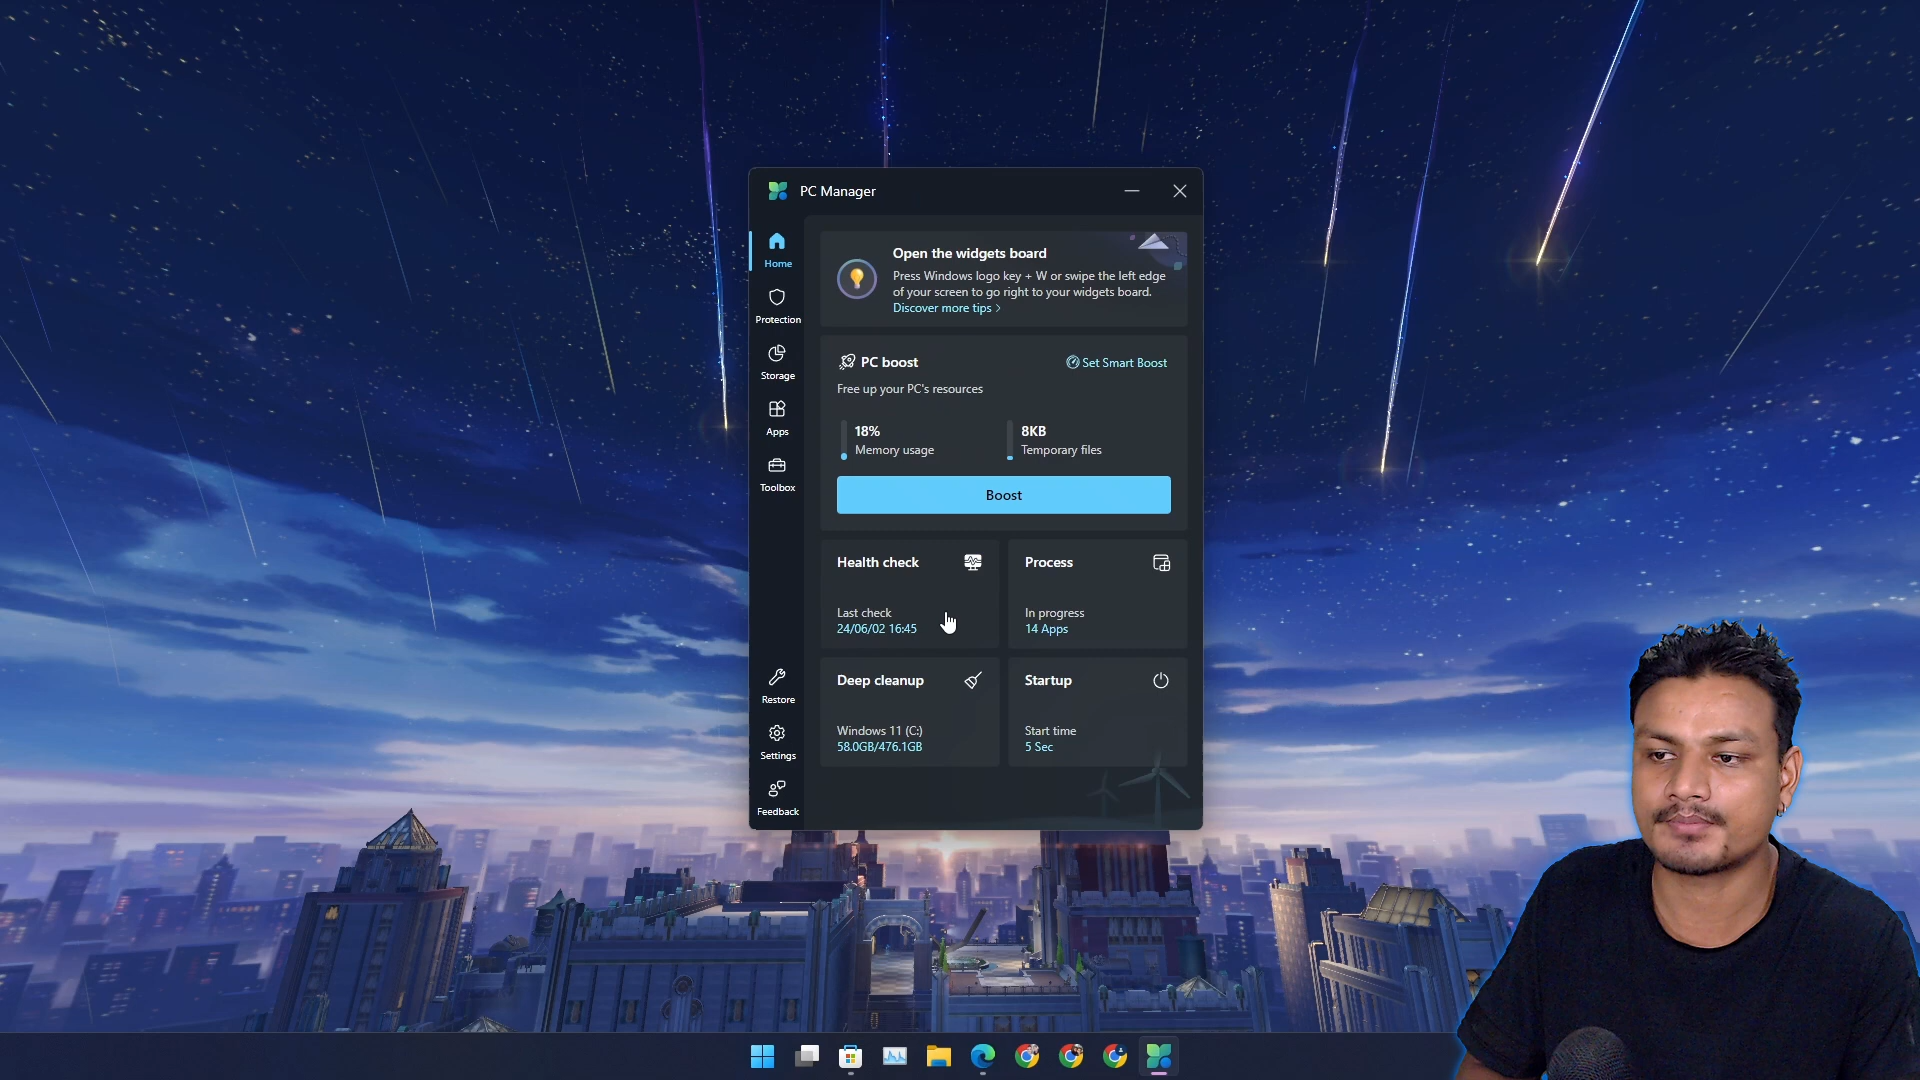 PC Manager
Home
Protection
Storage
Apps
Toolbox
Restore
Settings
Feedback
Open the widgets board
Press Windows logo key + W or swipe the left edge
of your screen to go right to your widgets board.
Discover more tips >
PC boost
Set Smart Boost
Free up your PC's resources
18%
Memory usage
8KB
Temporary files
Boost
Health check
Last check
24/06/02 16:45
Process
In progress
14 Apps
Deep cleanup
Windows 11 (C:)
58.0GB/476.1GB
Startup
Start time
5 Sec